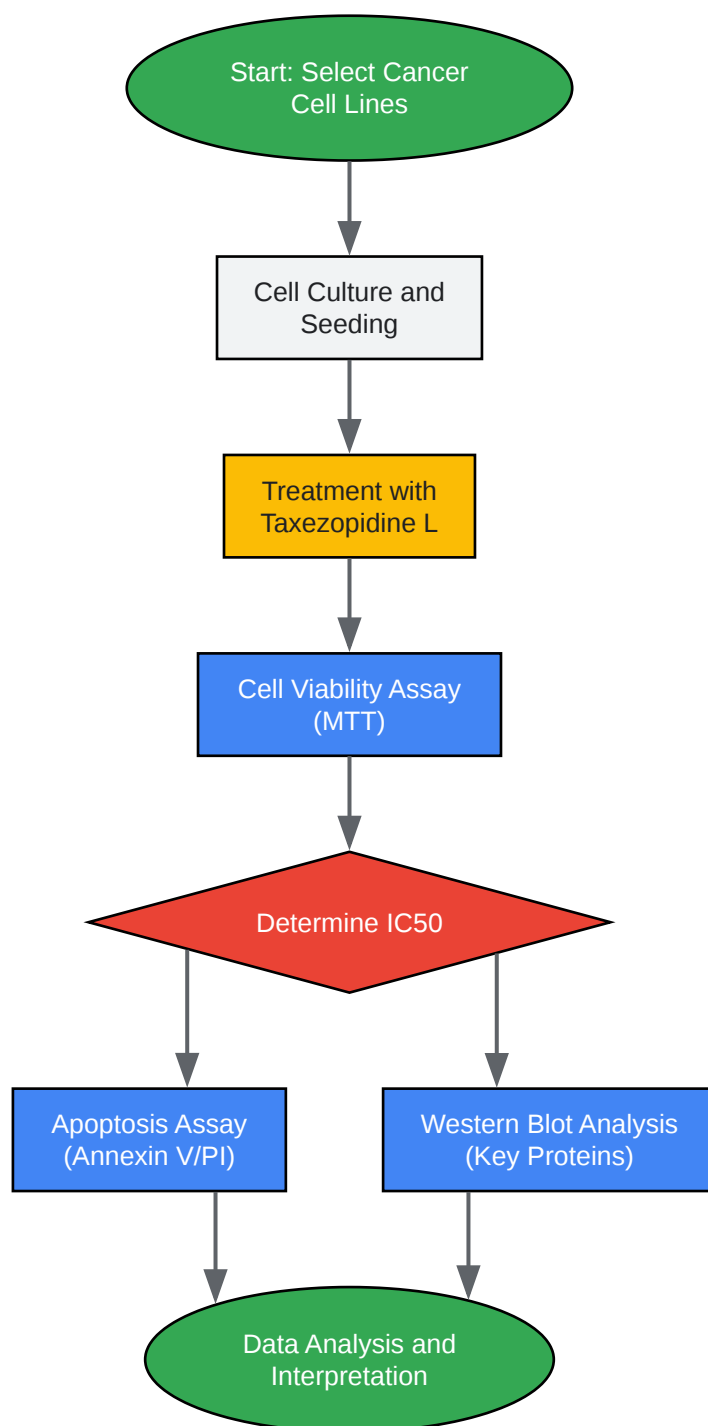 Start: Select Cancer
Cell Lines
Cell Culture and
Seeding
Treatment with
Taxezopidine L
Cell Viability Assay
(MTT)
Determine IC50
Apoptosis Assay
(Annexin V/PI)
Western Blot Analysis
(Key Proteins)
Data Analysis and
Interpretation